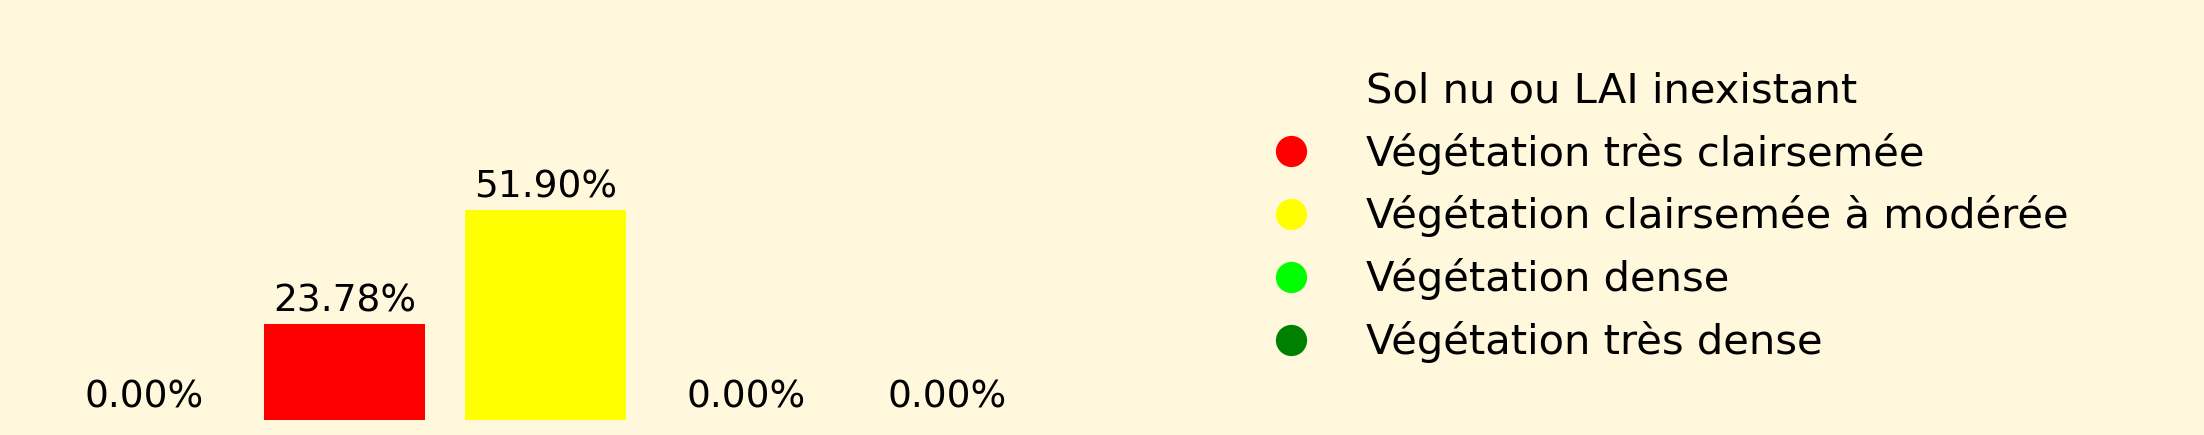 51.90%
23.78%
0.00%
0.00%
0.00%
Sol nu ou LAI inexistant
Végétation très clairsemée
Végétation clairsemée à modérée
Végétation dense
Végétation très dense